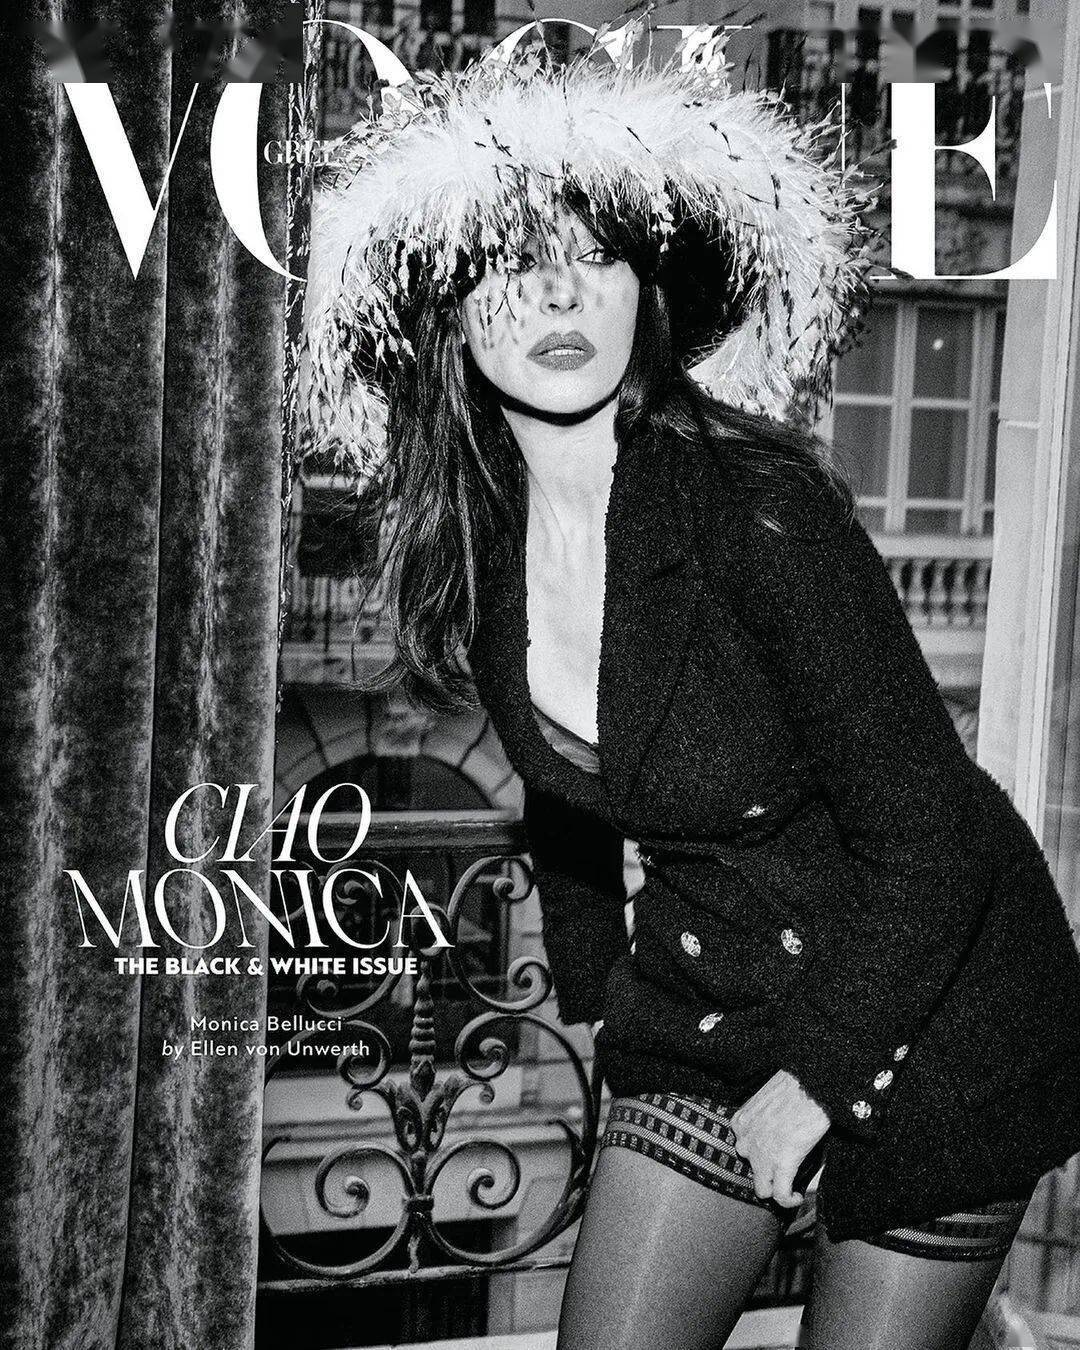 VOGUE
CIAO
MONICA
THE BLACK & WHITE ISSUE
Monica Bellucci
by Ellen von Unwerth